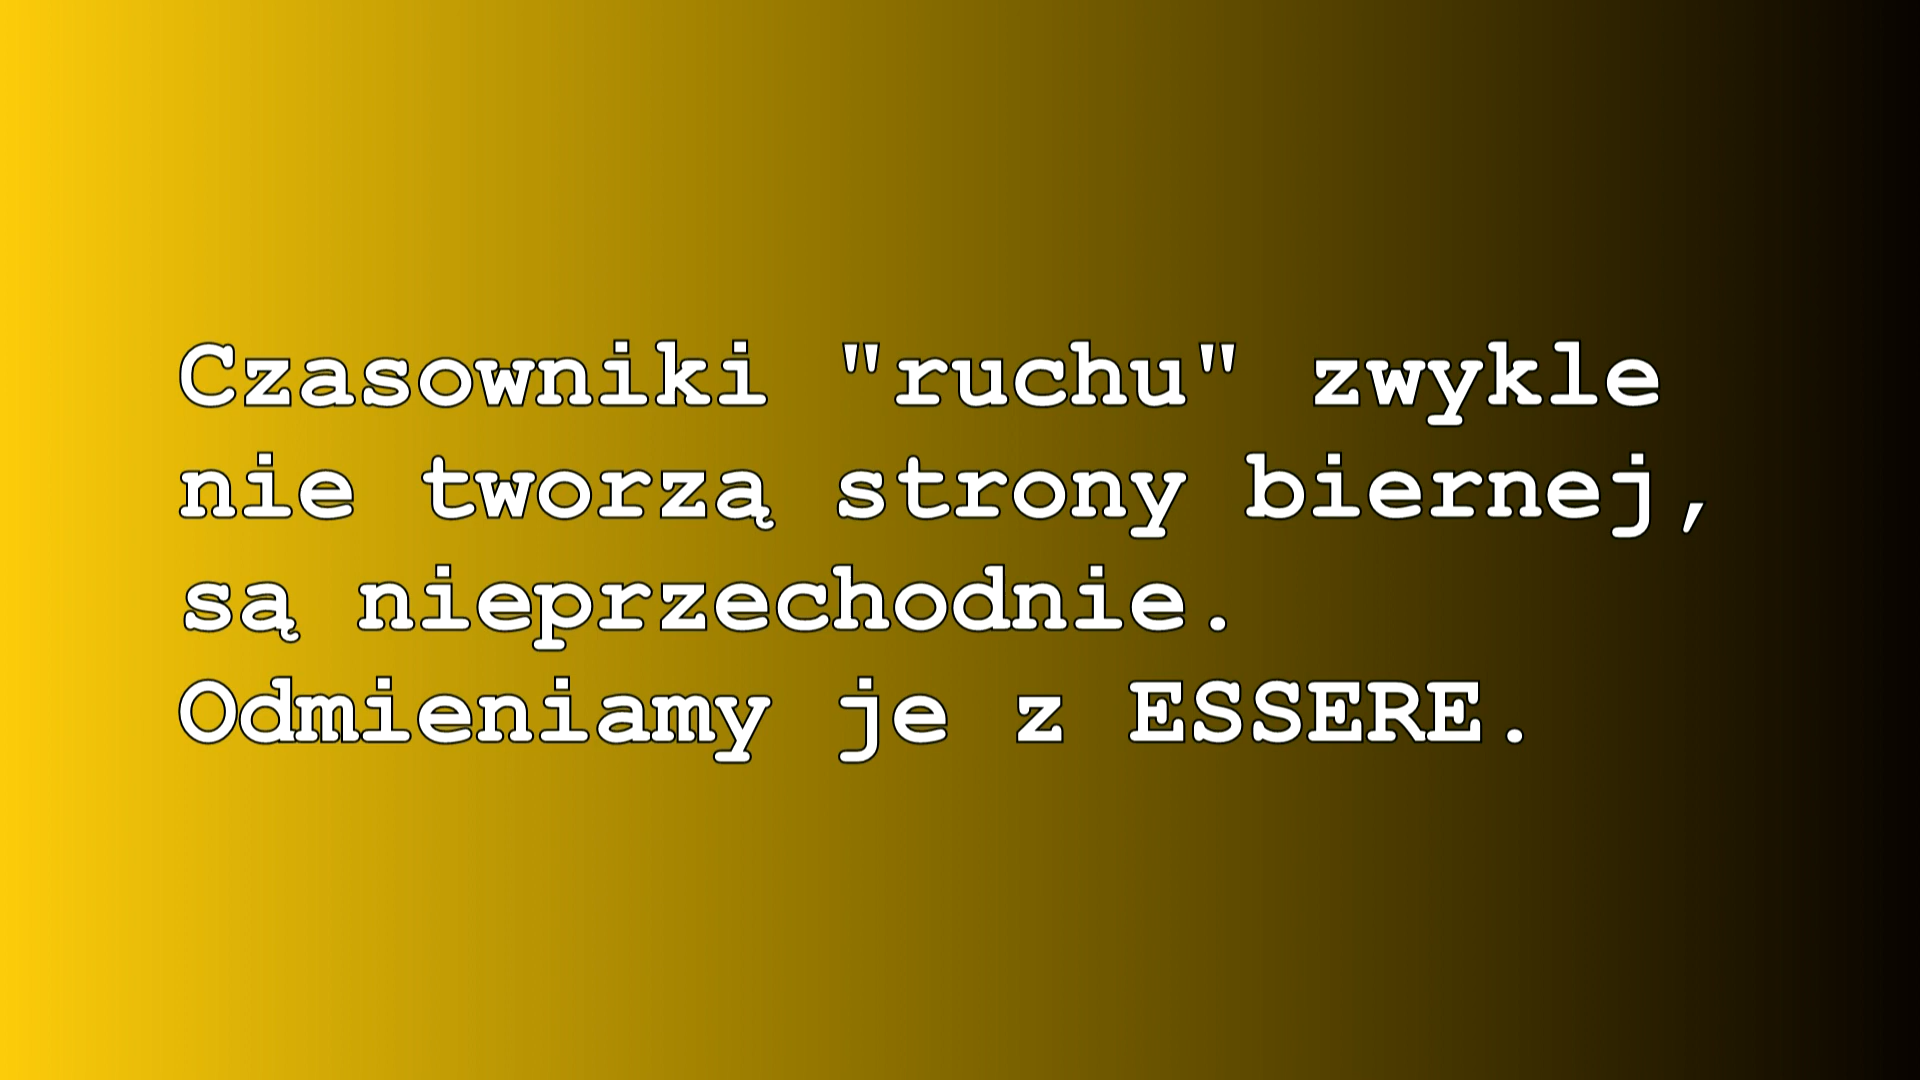 Czasowniki "ruchu" zwykle
nie tworzą strony biernej,
są nieprzechodnie.
Odmieniamy je z ESSERE.